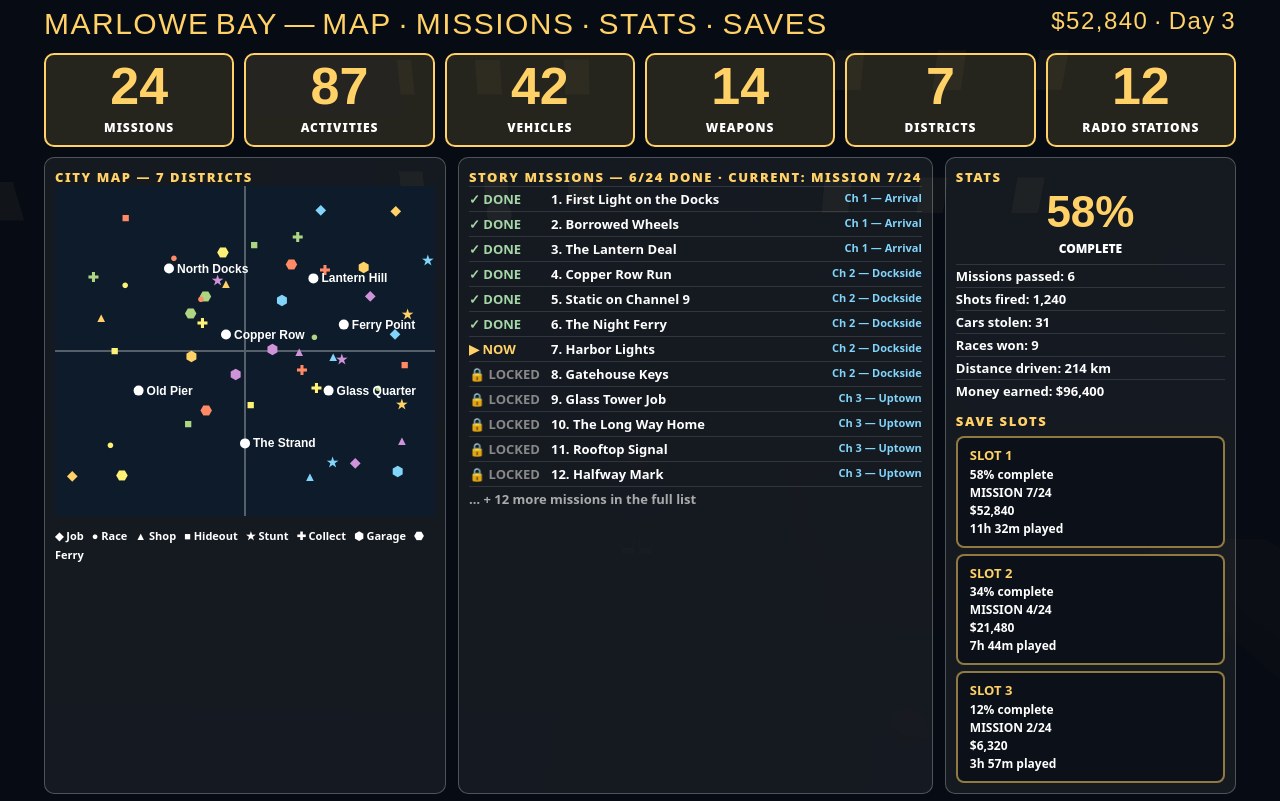 MARLOWE BAY — MAP · MISSIONS · STATS · SAVES
$52,840 · Day 3
24
MISSIONS
87
ACTIVITIES
42
VEHICLES
14
WEAPONS
7
DISTRICTS
12
RADIO STATIONS
CITY MAP — 7 DISTRICTS
North Docks
Lantern Hill
Ferry Point
Copper Row
Old Pier
Glass Quarter
The Strand
◆ Job ● Race ▲ Shop ■ Hideout ★ Stunt ✚ Collect ⬢ Garage ⬣
Ferry
STORY MISSIONS — 6/24 DONE · CURRENT: MISSION 7/24
✓ DONE 1. First Light on the Docks Ch 1 — Arrival
✓ DONE 2. Borrowed Wheels Ch 1 — Arrival
✓ DONE 3. The Lantern Deal Ch 1 — Arrival
✓ DONE 4. Copper Row Run Ch 2 — Dockside
✓ DONE 5. Static on Channel 9 Ch 2 — Dockside
✓ DONE 6. The Night Ferry Ch 2 — Dockside
▶ NOW 7. Harbor Lights Ch 2 — Dockside
🔒 LOCKED 8. Gatehouse Keys Ch 2 — Dockside
🔒 LOCKED 9. Glass Tower Job Ch 3 — Uptown
🔒 LOCKED 10. The Long Way Home Ch 3 — Uptown
🔒 LOCKED 11. Rooftop Signal Ch 3 — Uptown
🔒 LOCKED 12. Halfway Mark Ch 3 — Uptown
... + 12 more missions in the full list
STATS
58%
COMPLETE
Missions passed: 6
Shots fired: 1,240
Cars stolen: 31
Races won: 9
Distance driven: 214 km
Money earned: $96,400
SAVE SLOTS
SLOT 1
58% complete
MISSION 7/24
$52,840
11h 32m played
SLOT 2
34% complete
MISSION 4/24
$21,480
7h 44m played
SLOT 3
12% complete
MISSION 2/24
$6,320
3h 57m played